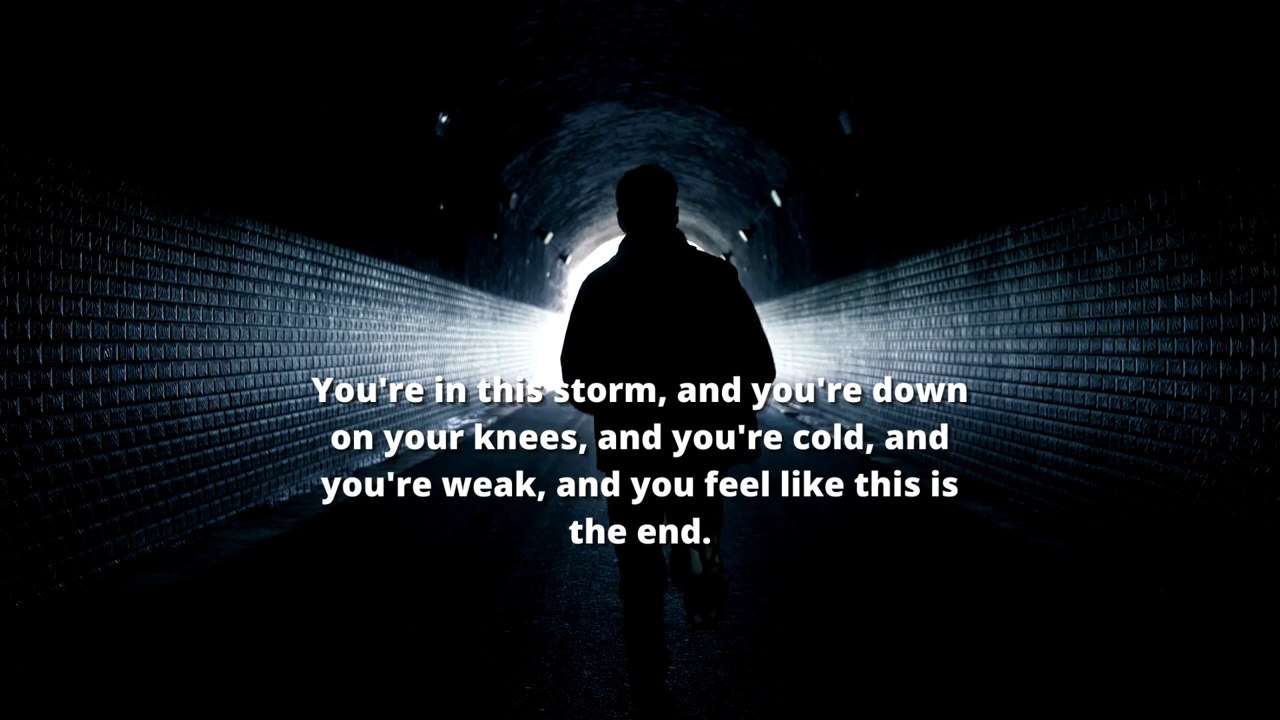 You're in this storm, and you're down
on your knees, and you're cold, and
you're weak, and you feel like this is
the end.